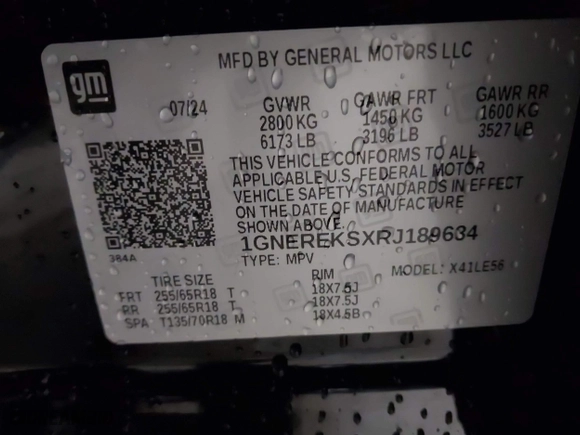 gm
MFD BY GENERAL MOTORS LLC
07/24
GVWR GAWR FRT GAWR RR
2800 KG 1450 KG 1600 KG
6173 LB 3196 LB 3527 LB
THIS VEHICLE CONFORMS TO ALL
APPLICABLE U.S. FEDERAL MOTOR
VEHICLE SAFETY STANDARDS IN EFFECT
ON THE DATE OF MANUFACTURE
SHOWN ABOVE.
1GNEREKSXRJ189634
384A
TYPE: MPV MODEL: X41LE56
TIRE SIZE RIM
FRT 255/65R18 T 18X7.5J
RR 255/65R18 T 18X7.5J
SPA T135/70R18 M 18X4.5B